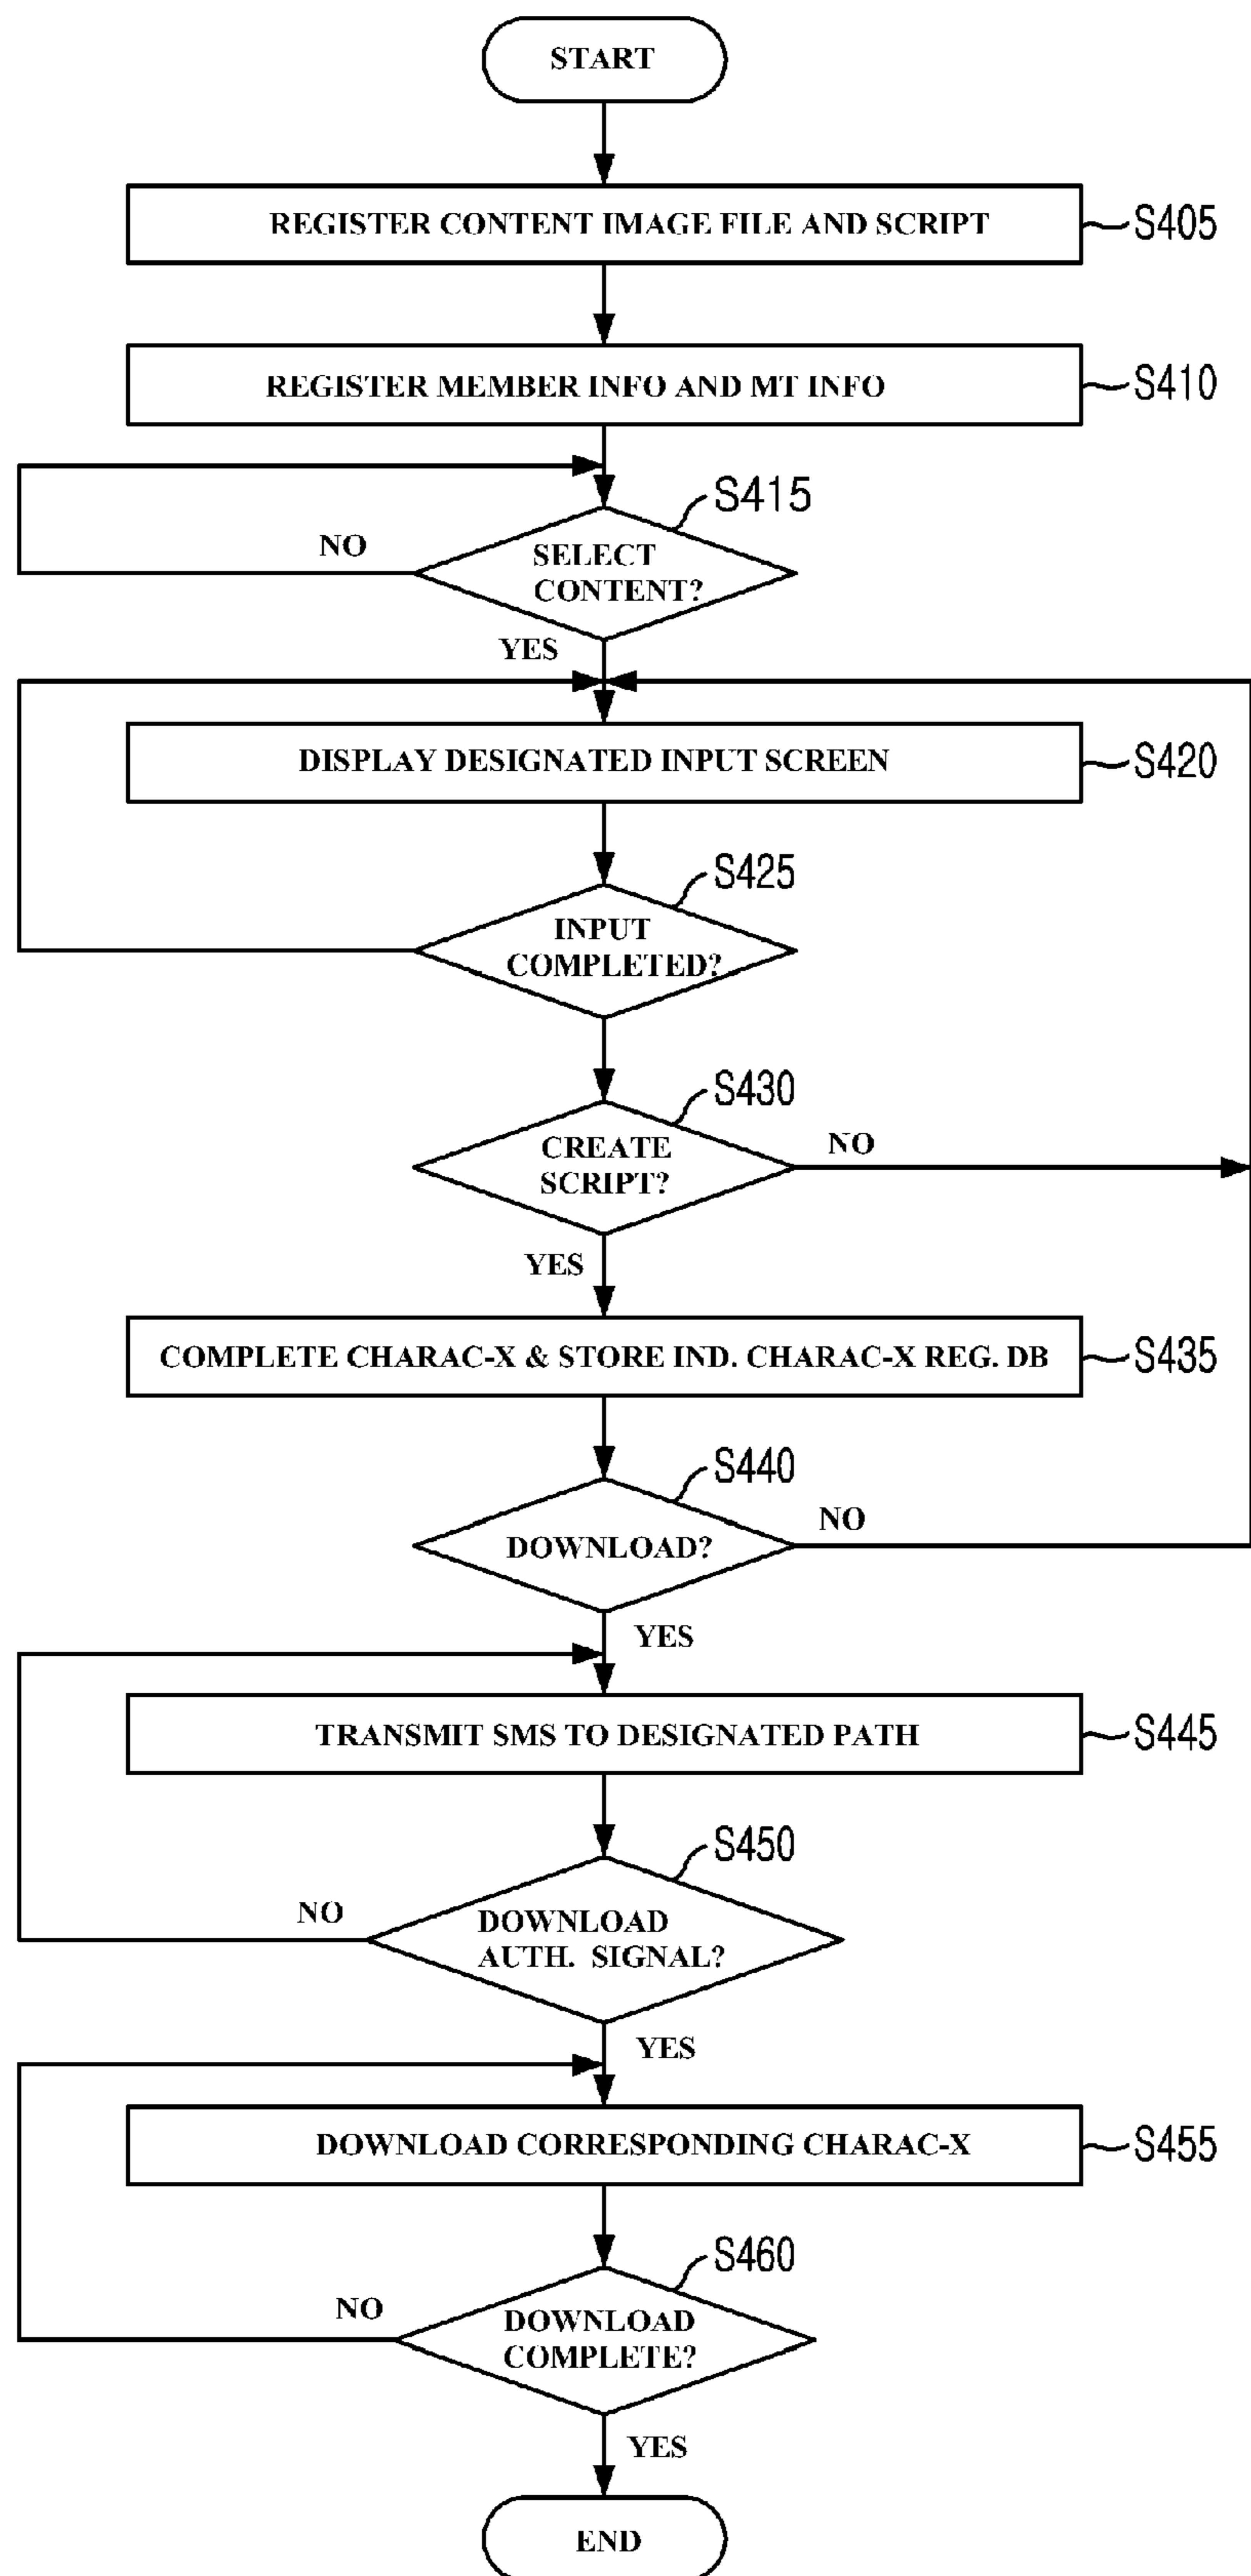 START
REGISTER CONTENT IMAGE FILE AND SCRIPT
S405
REGISTER MEMBER INFO AND MT INFO
S410
S415
NO
SELECT
CONTENT?
YES
DISPLAY DESIGNATED INPUT SCREEN
S420
S425
INPUT
COMPLETED?
S430
CREATE
SCRIPT?
NO
YES
COMPLETE CHARAC-X & STORE IND. CHARAC-X REG. DB
S435
S440
DOWNLOAD?
NO
YES
TRANSMIT SMS TO DESIGNATED PATH
S445
S450
NO
DOWNLOAD
AUTH. SIGNAL?
YES
DOWNLOAD CORRESPONDING CHARAC-X
S455
S460
NO
DOWNLOAD
COMPLETE?
YES
END